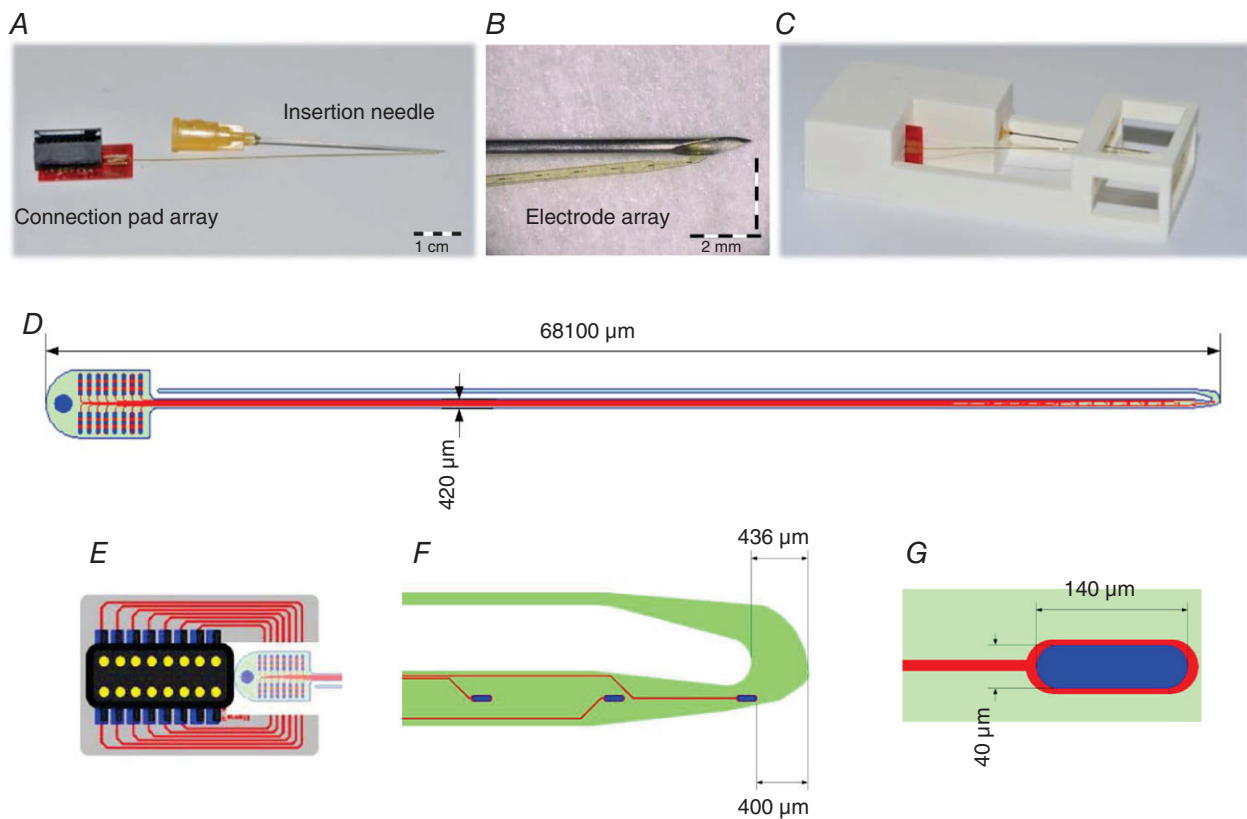 A
B
C
Insertion needle
Connection pad array
1 cm
Electrode array
2 mm
D
68100 µm
420 µm
E
F
G
436 µm
140 µm
40 µm
400 µm